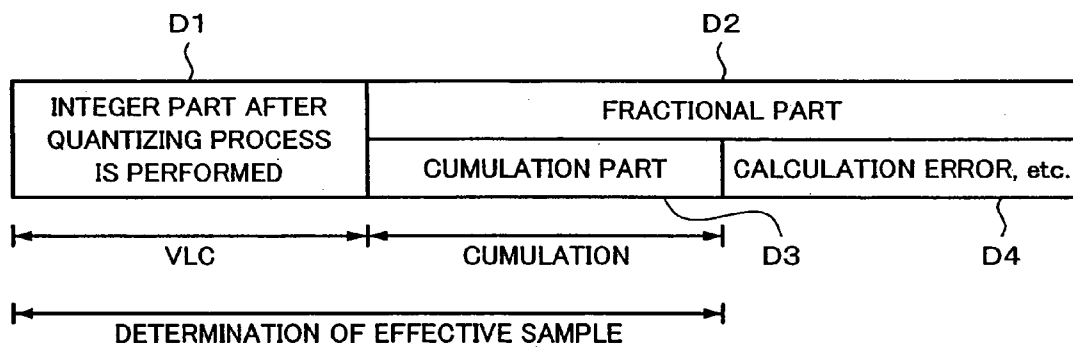 D1
D2
INTEGER PART AFTER
QUANTIZING PROCESS
IS PERFORMED
FRACTIONAL PART
CUMULATION PART
CALCULATION ERROR, etc.
VLC
CUMULATION
D3
D4
DETERMINATION OF EFFECTIVE SAMPLE